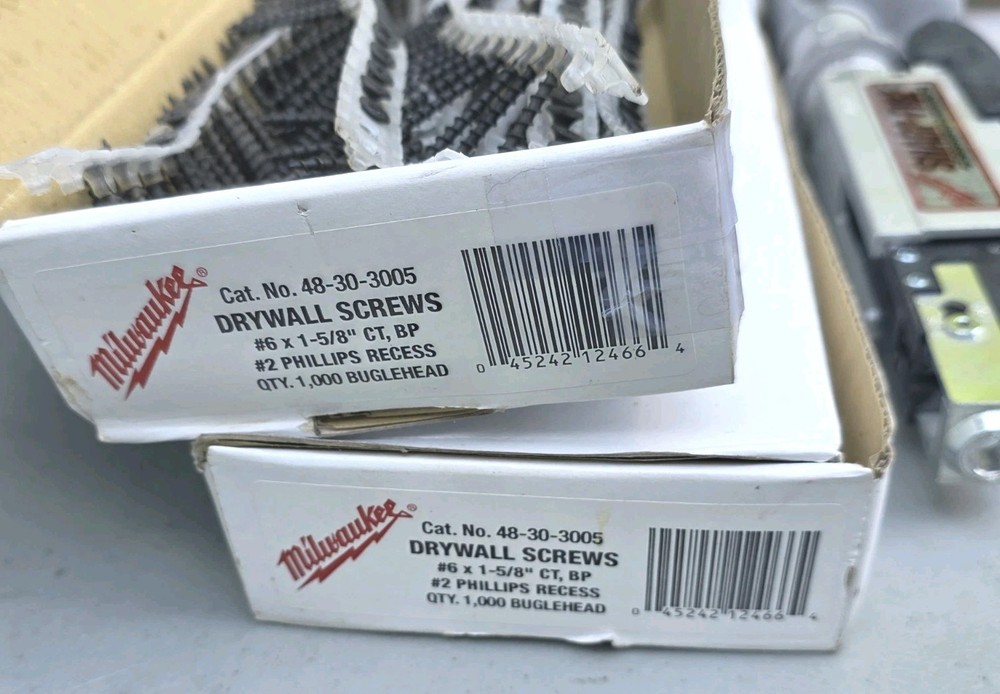 Milwaukee®
Cat. No. 48-30-3005
DRYWALL SCREWS
#6 x 1-5/8" CT, BP
#2 PHILLIPS RECESS
QTY. 1,000 BUGLEHEAD
0 45242 12466 4
Milwaukee®
Cat. No. 48-30-3005
DRYWALL SCREWS
#6 x 1-5/8" CT, BP
#2 PHILLIPS RECESS
QTY. 1,000 BUGLEHEAD
0 45242 12466 4